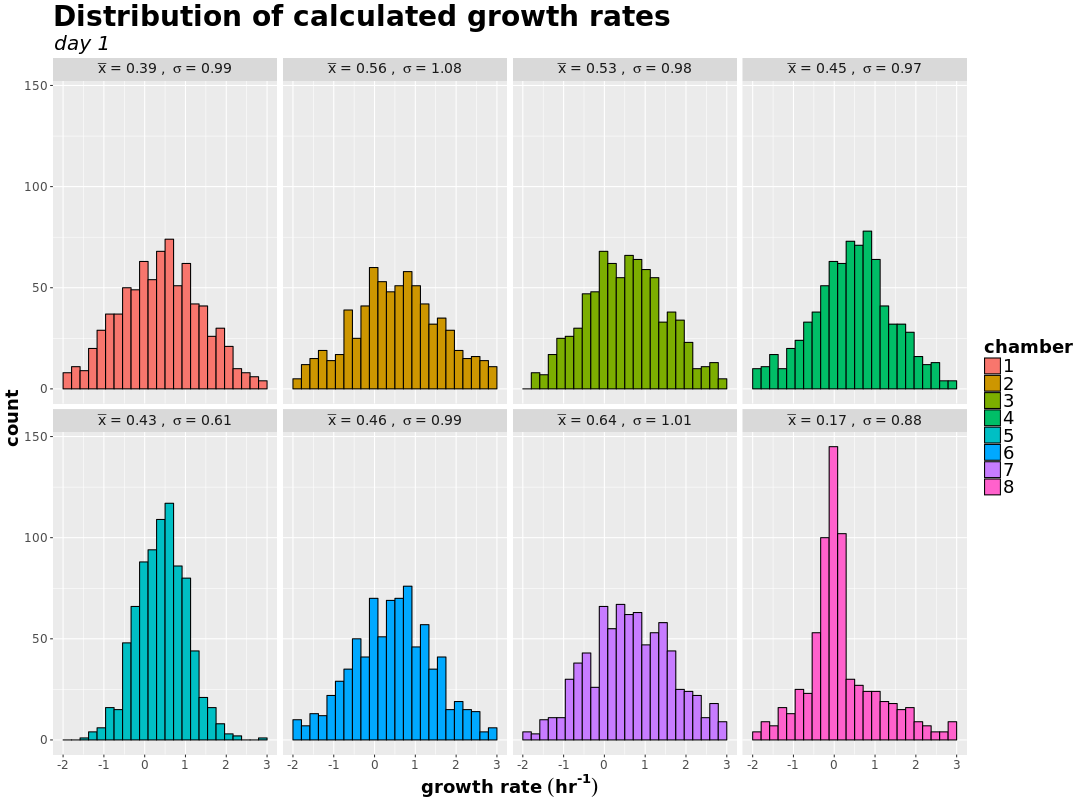 Distribution of calculated growth rates
day 1
x̅ = 0.39 , σ = 0.99
x̅ = 0.56 , σ = 1.08
x̅ = 0.53 , σ = 0.98
x̅ = 0.45 , σ = 0.97
150
100
50
0
chamber
1
2
3
4
5
6
7
8
count
x̅ = 0.43 , σ = 0.61
x̅ = 0.46 , σ = 0.99
x̅ = 0.64 , σ = 1.01
x̅ = 0.17 , σ = 0.88
150
100
50
0
-2 -1 0 1 2 3 -2 -1 0 1 2 3 -2 -1 0 1 2 3 -2 -1 0 1 2 3
growth rate (hr⁻¹)